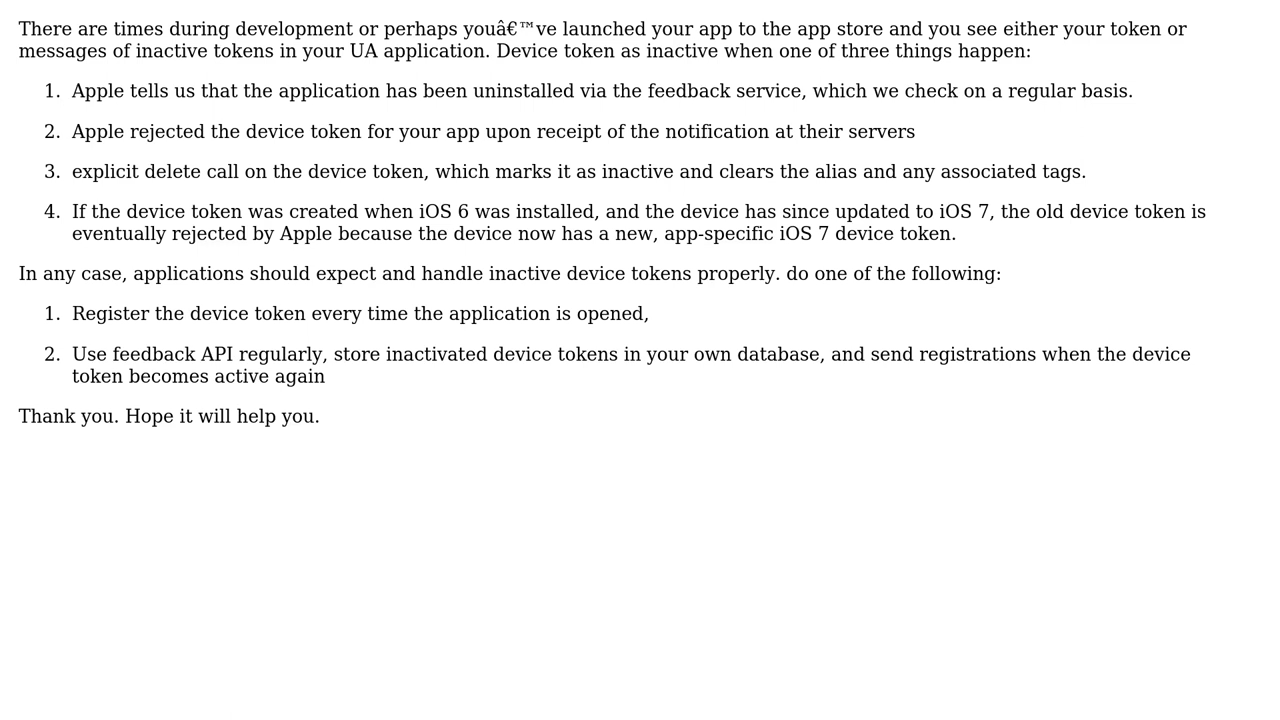 There are times during development or perhaps youâ€™ve launched your app to the app store and you see either your token or
messages of inactive tokens in your UA application. Device token as inactive when one of three things happen:
1. Apple tells us that the application has been uninstalled via the feedback service, which we check on a regular basis.
2. Apple rejected the device token for your app upon receipt of the notification at their servers
3. explicit delete call on the device token, which marks it as inactive and clears the alias and any associated tags.
4. If the device token was created when iOS 6 was installed, and the device has since updated to iOS 7, the old device token is
eventually rejected by Apple because the device now has a new, app-specific iOS 7 device token.
In any case, applications should expect and handle inactive device tokens properly. do one of the following:
1. Register the device token every time the application is opened,
2. Use feedback API regularly, store inactivated device tokens in your own database, and send registrations when the device
token becomes active again
Thank you. Hope it will help you.